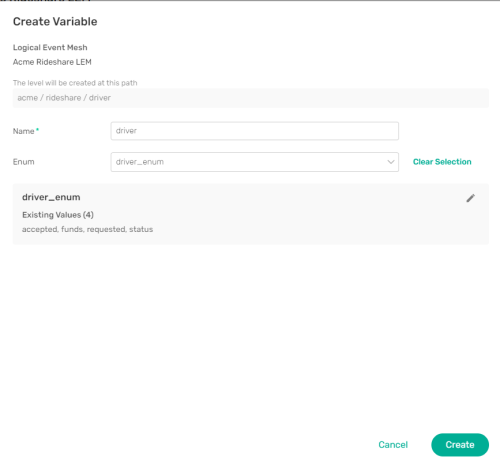 Create Variable
Logical Event Mesh
Acme Rideshare LEM
The level will be created at this path
acme / rideshare / driver
Name *
driver
Enum
driver_enum
Clear Selection
driver_enum
Existing Values (4)
accepted, funds, requested, status
Cancel
Create